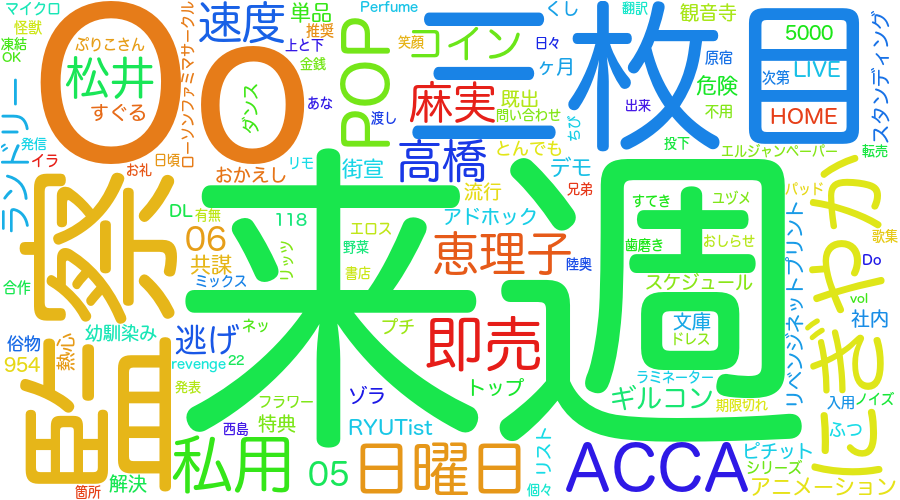 マイクロ
怪獣
凍結
OK
ランドリー
発信
イラ
Oo
松井
すぐる
ぷりこさん
お礼
日頃
ローソンファミマサークル
推奨
速度
単品
上と下
金銭
ダンス
あな
おかえし
リモ
Perfume
笑顔
POP
渡し
街宣
くし
日々
コイン
三枚目
麻実
高橋
ヶ月
既出
問い合わせ
とんでも
デモ
兄弟
ちび
翻訳
観音寺
原宿
危険
出来
不用
投下
エルジャンペーパー
5000
次第
LIVE
HOME
スタンディング
転売
監察
DL
有無
06
共謀
ミックス
合作
118
リッツ
エロス
野菜
書店
流行
アドホック
恵理子
陸奥
来週
すてき
ユヅメ
歯磨き
おしらせ
スケジュール
文庫
ドレス
ラミネーター
ギルコン
期限切れ
バッド
リベンジネットプリント
にぎやか
歌集
Do
vol
社内
入用
ノイズ
ふつ
俗物
954
熱心
幼馴染み
逃げ
revenge
22
ネッ
プチ
即売
トップ
発表
フラワー
ゾラ
西島
特典
RYUTist
私用
05
日曜日
リスト
個々
ACCA
ピチット
シリーズ
アニメーション
解決
箇所